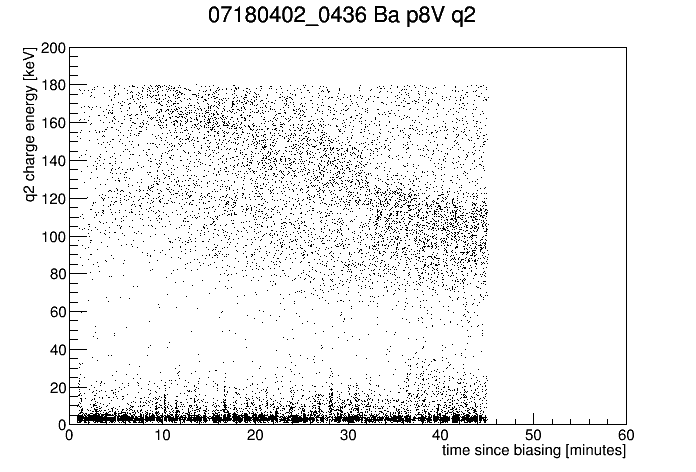 07180402_0436 Ba p8V q2
q2 charge energy [keV]
200
180
160
140
120
100
80
60
40
20
0
0 10 20 30 40 50 60
time since biasing [minutes]